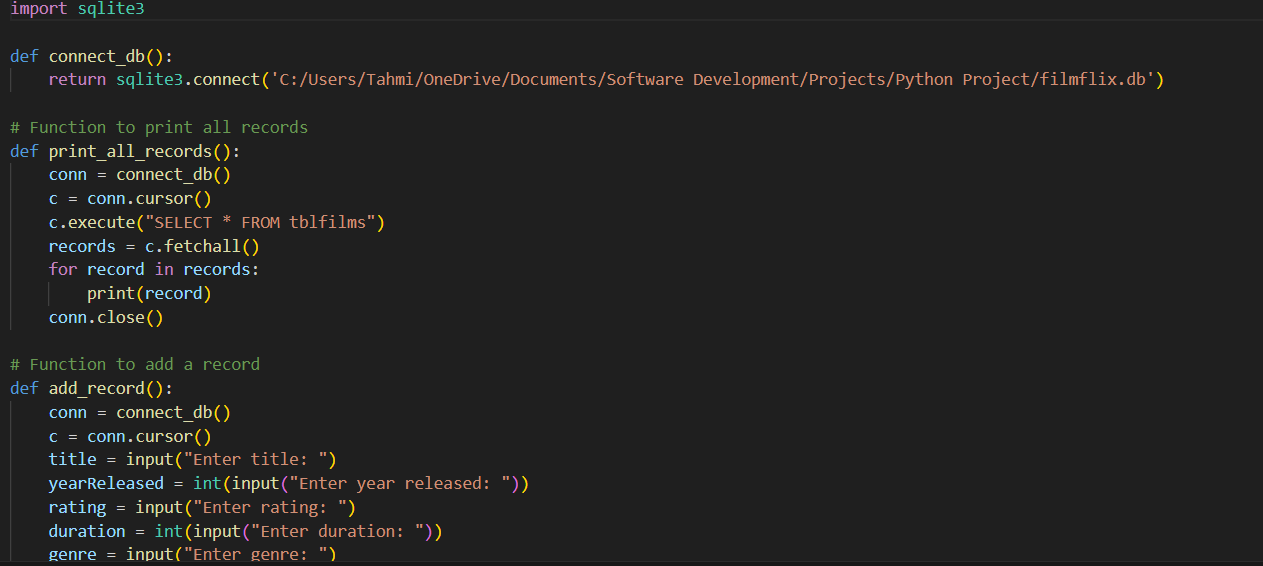 import sqlite3
def connect_db():
    return sqlite3.connect('C:/Users/Tahmi/OneDrive/Documents/Software Development/Projects/Python Project/filmflix.db')
# Function to print all records
def print_all_records():
    conn = connect_db()
    c = conn.cursor()
    c.execute("SELECT * FROM tblfilms")
    records = c.fetchall()
    for record in records:
        print(record)
    conn.close()
# Function to add a record
def add_record():
    conn = connect_db()
    c = conn.cursor()
    title = input("Enter title: ")
    yearReleased = int(input("Enter year released: "))
    rating = input("Enter rating: ")
    duration = int(input("Enter duration: "))
    genre = input("Enter genre: ")